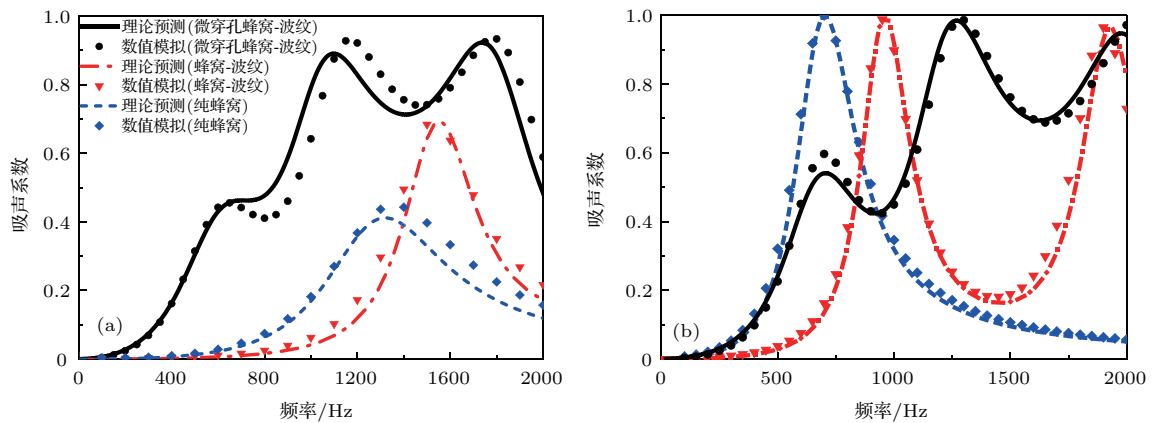 1.0
0.8
0.6
0.4
0.2
0
吸声系数
理论预测(微穿孔蜂窝-波纹)
数值模拟(微穿孔蜂窝-波纹)
理论预测(蜂窝-波纹)
数值模拟(蜂窝-波纹)
理论预测(纯蜂窝)
数值模拟(纯蜂窝)
(a)
0 400 800 1200 1600 2000
频率/Hz
1.0
0.8
0.6
0.4
0.2
0
吸声系数
(b)
0 500 1000 1500 2000
频率/Hz